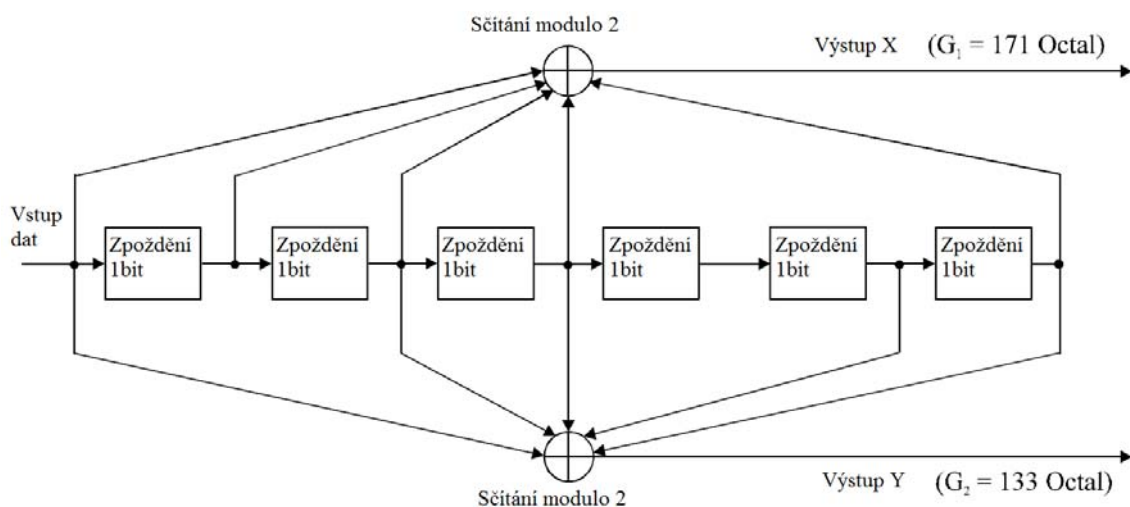 Sčítání modulo 2
Výstup X (G₁ = 171 Octal)
Vstup
dat
Zpoždění
1bit
Zpoždění
1bit
Zpoždění
1bit
Zpoždění
1bit
Zpoždění
1bit
Zpoždění
1bit
Výstup Y (G₂ = 133 Octal)
Sčítání modulo 2